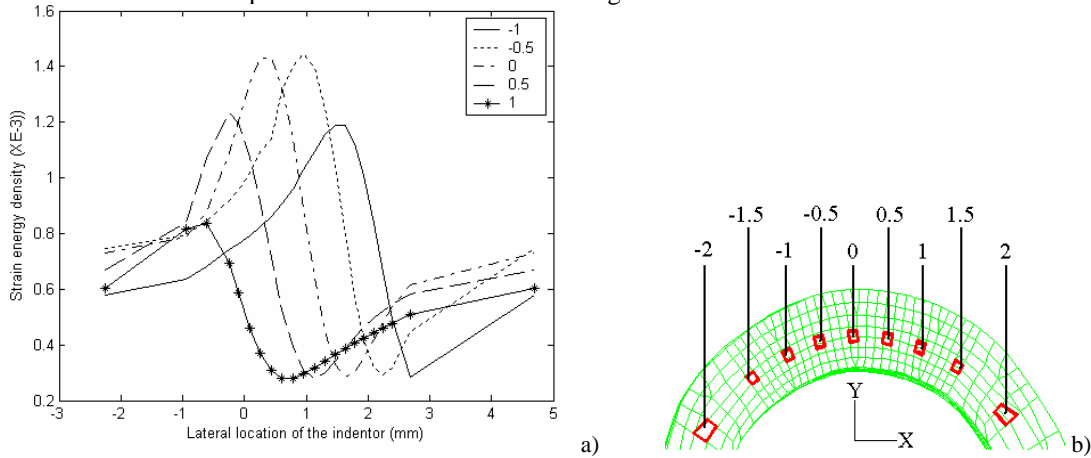 1.6
1.4
1.2
1
0.8
0.6
0.4
0.2
-3 -2 -1 0 1 2 3 4 5
Strain energy density (XE-3))
Lateral location of the indentor (mm)
-1
-0.5
0
0.5
1
a)
-1.5 -0.5 0.5 1.5
-2 -1 0 1 2
Y
X
b)